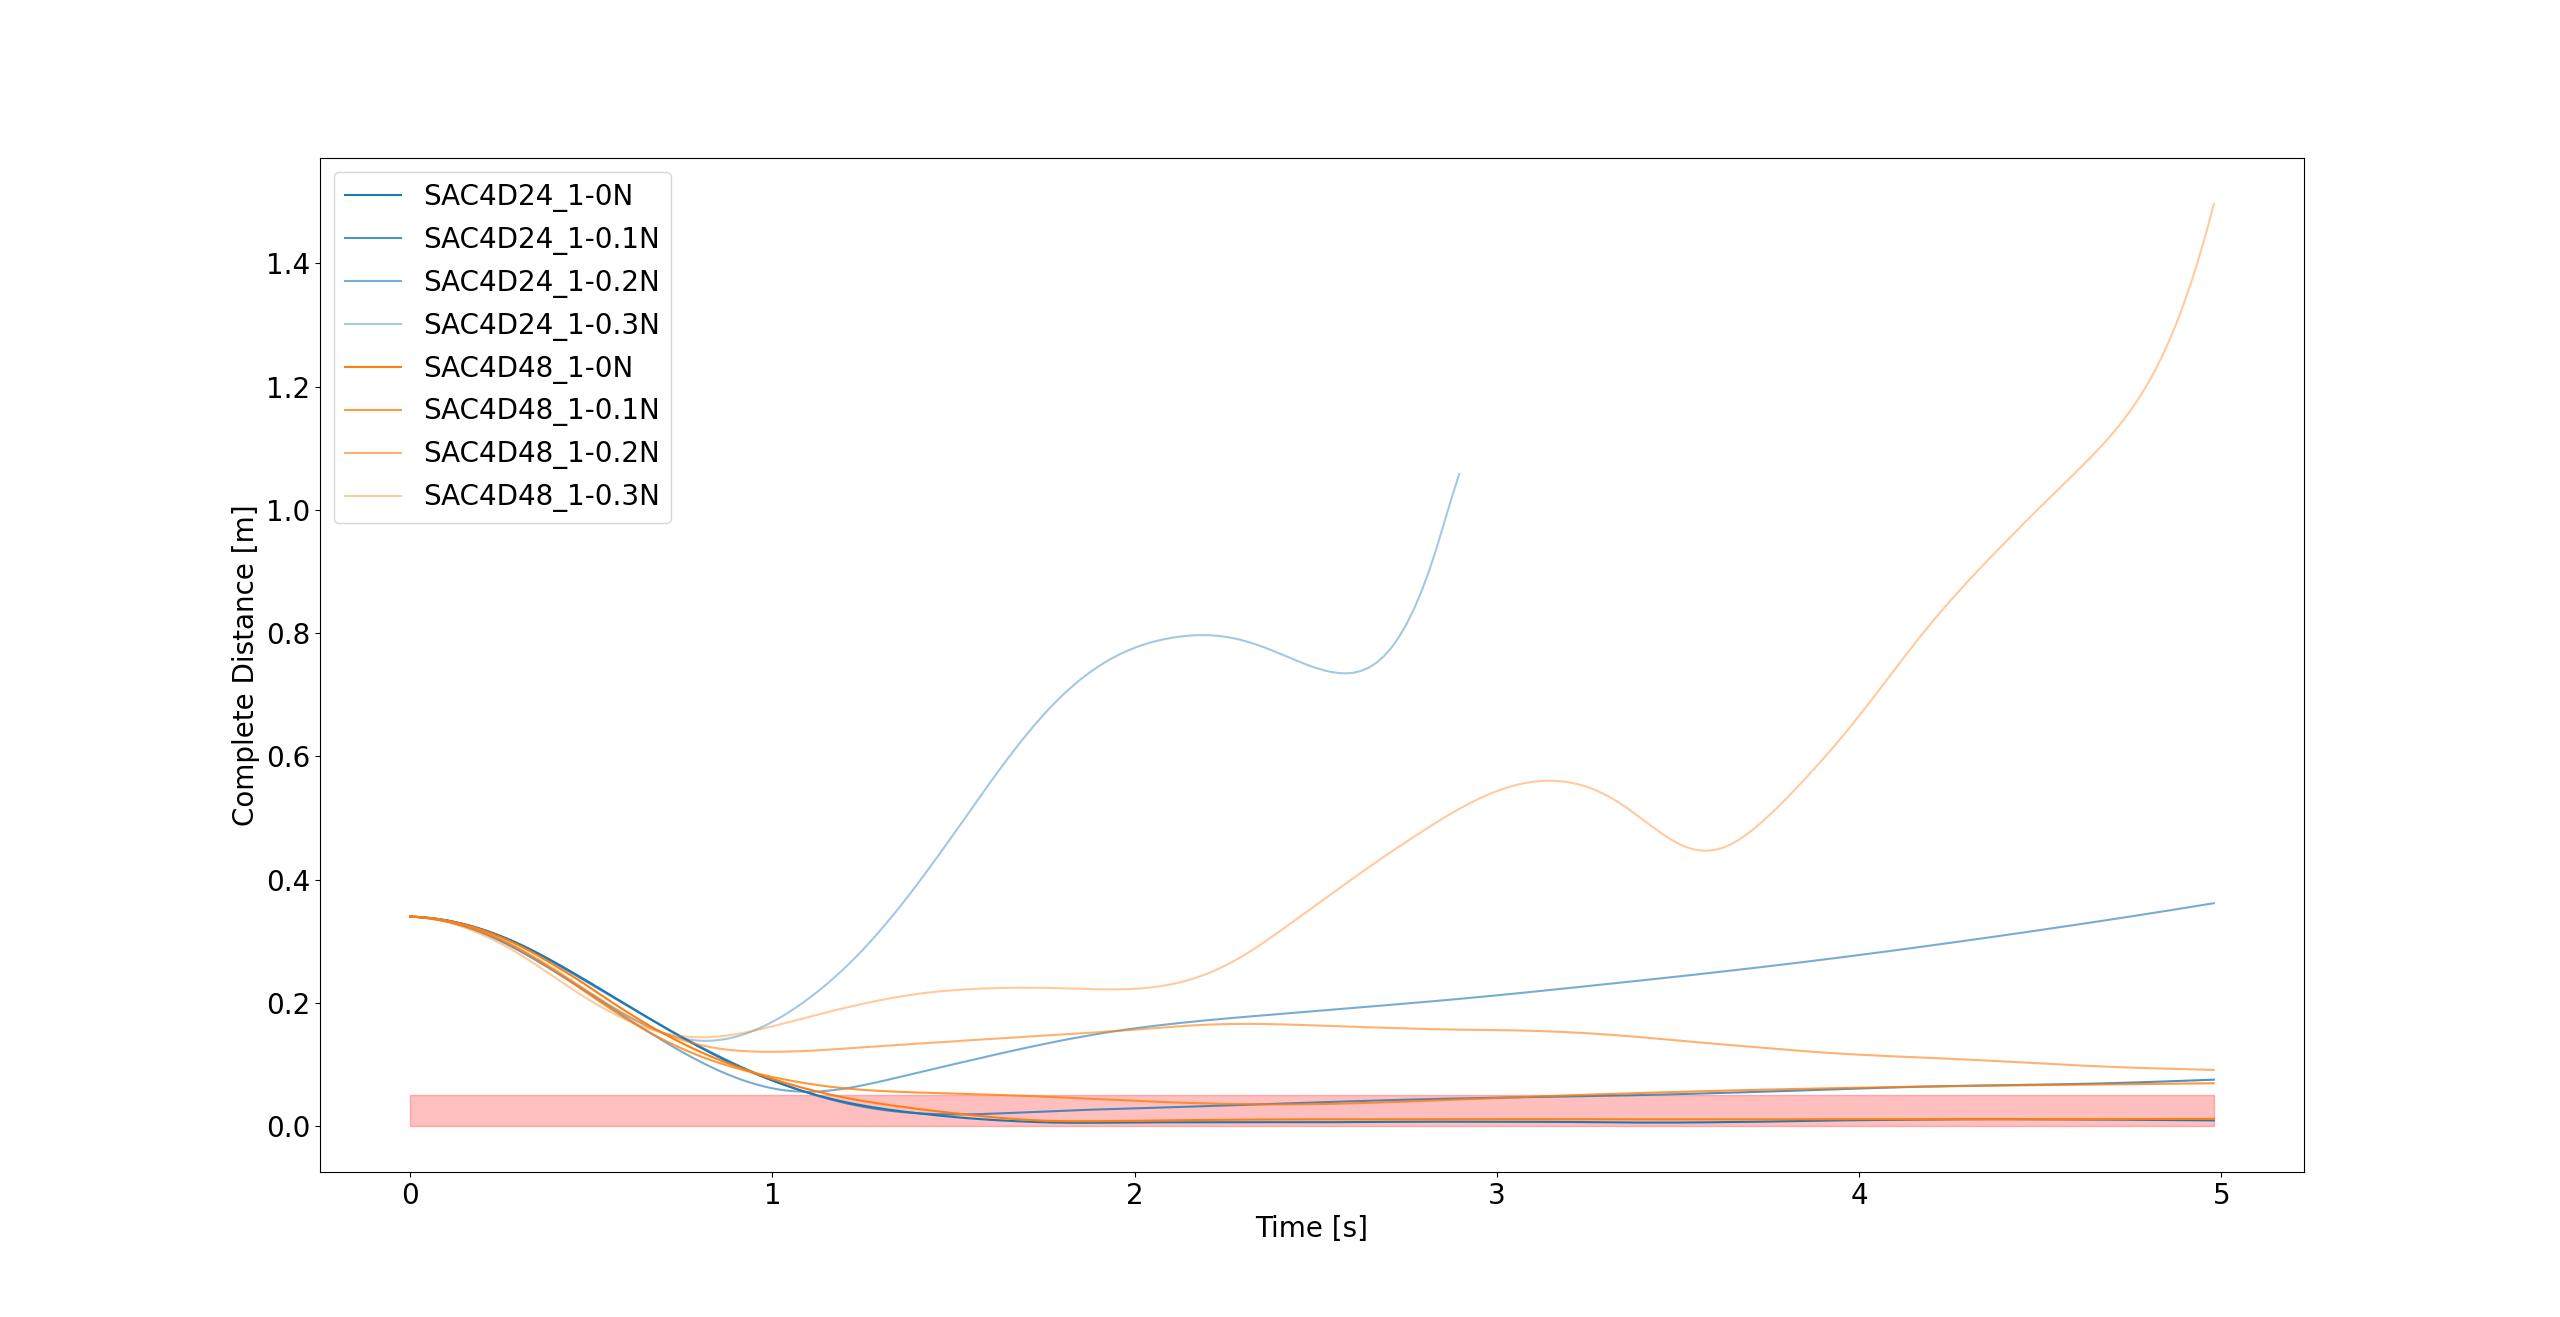 SAC4D24_1-0N
SAC4D24_1-0.1N
SAC4D24_1-0.2N
SAC4D24_1-0.3N
SAC4D48_1-0N
SAC4D48_1-0.1N
SAC4D48_1-0.2N
SAC4D48_1-0.3N
Complete Distance [m]
1.4
1.2
1.0
0.8
0.6
0.4
0.2
0.0
0 1 2 3 4 5
Time [s]